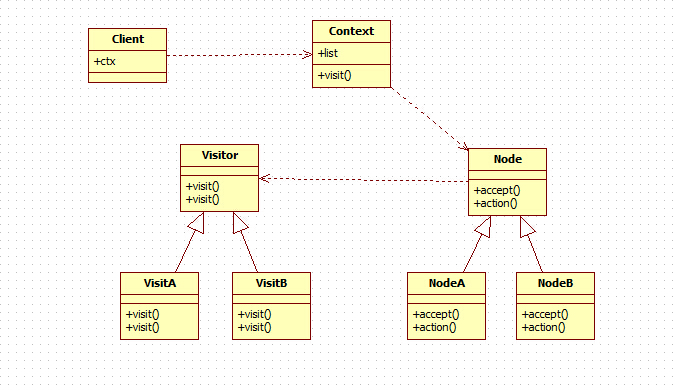 Client
+ctx
Context
+list
+visit()
Visitor
+visit()
+visit()
Node
+accept()
+action()
VisitA
+visit()
+visit()
VisitB
+visit()
+visit()
NodeA
+accept()
+action()
NodeB
+accept()
+action()